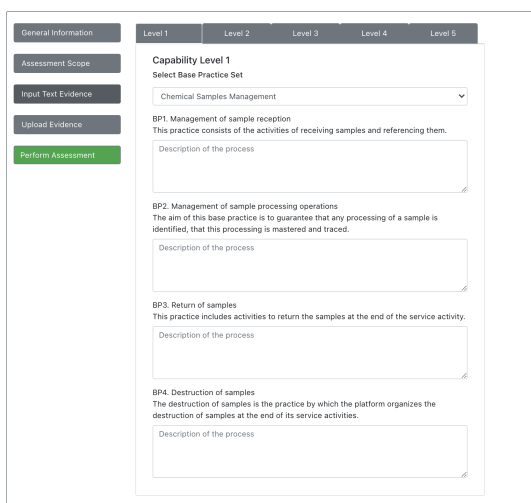 General Information
Assessment Scope
Input Text Evidence
Upload Evidence
Perform Assessment
Level 1 Level 2 Level 3 Level 4 Level 5
Capability Level 1
Select Base Practice Set
Chemical Samples Management
BP1. Management of sample reception
This practice consists of the activities of receiving samples and referencing them.
Description of the process
BP2. Management of sample processing operations
The aim of this base practice is to guarantee that any processing of a sample is
identified, that this processing is mastered and traced.
Description of the process
BP3. Return of samples
This practice includes activities to return the samples at the end of the service activity.
Description of the process
BP4. Destruction of samples
The destruction of samples is the practice by which the platform organizes the
destruction of samples at the end of its service activities.
Description of the process